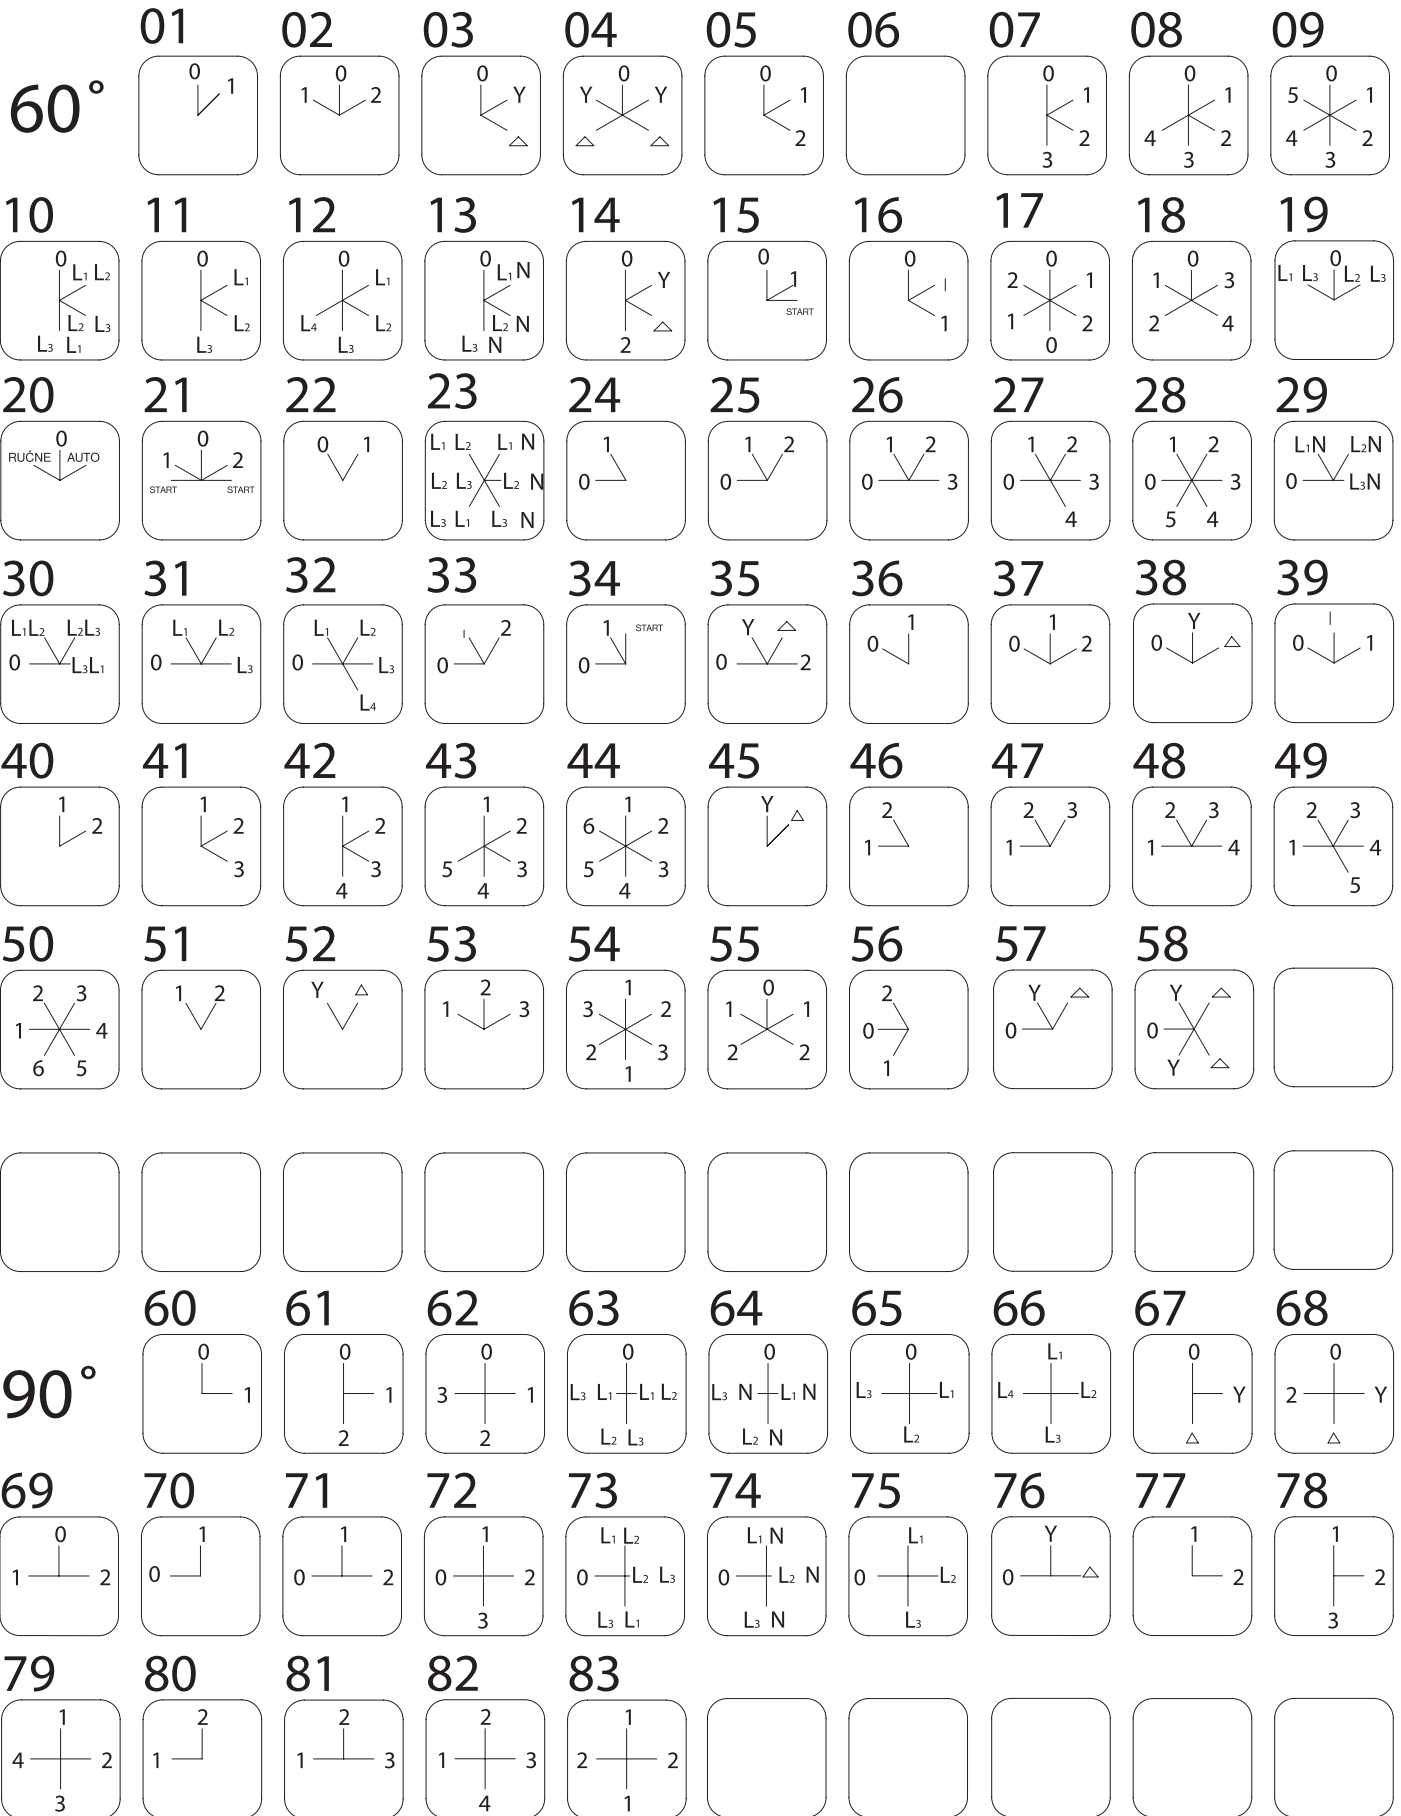 01 02 03 04 05 06 07 08 09
60°
0 1
0 1 2
0 Y △
0 Y Y △ △
0 1 2
0 1 2 3
0 1 4 2 3
0 5 1 4 2 3
10 11 12 13 14 15 16 17 18 19
0 L1 L2 L2 L3 L3 L1
0 L1 L2 L3
0 L1 L4 L2 L3
0 L1 N L2 N L3 N
0 Y △ 2
0 1 START
0 I 1
0 2 1 1 2 0
0 1 3 2 4
0 L1 L3 L2 L3
20 21 22 23 24 25 26 27 28 29
0 RUČNE AUTO
0 1 2 START START
0 1
L1 L2 L1 N L2 L3 L2 N L3 L1 L3 N
1 0
1 2 0
1 2 0 3
1 2 0 3 4
1 2 0 3 5 4
L1N L2N 0 L3N
30 31 32 33 34 35 36 37 38 39
L1L2 L2L3 0 L3L1
L1 L2 0 L3
L1 L2 0 L3 L4
I 2 0
1 START 0
Y △ 0 2
1 0
1 0 2
Y 0 △
I 0 1
40 41 42 43 44 45 46 47 48 49
1 2
1 2 3
1 2 3 4
1 2 5 3 4
1 6 2 5 3 4
Y △
2 1
2 3 1
2 3 1 4
2 3 1 4 5
50 51 52 53 54 55 56 57 58
2 3 1 4 6 5
1 2
Y △
2 1 3
1 3 2 2 3 1
0 1 1 2 2
2 0 1
Y △ 0
Y △ 0 Y △
60 61 62 63 64 65 66 67 68
90°
0 1
0 1 2
0 3 1 2
0 L3 L1 L1 L2 L2 L3
0 L3 N L1 N L2 N
0 L3 L1 L2
L1 L4 L2 L3
0 Y △
0 2 Y △
69 70 71 72 73 74 75 76 77 78
0 1 2
1 0
1 0 2
1 0 2 3
L1 L2 0 L2 L3 L3 L1
L1 N 0 L2 N L3 N
L1 0 L2 L3
Y 0 △
1 2
1 2 3
79 80 81 82 83
1 4 2 3
2 1
2 1 3
2 1 3 4
1 2 2 1